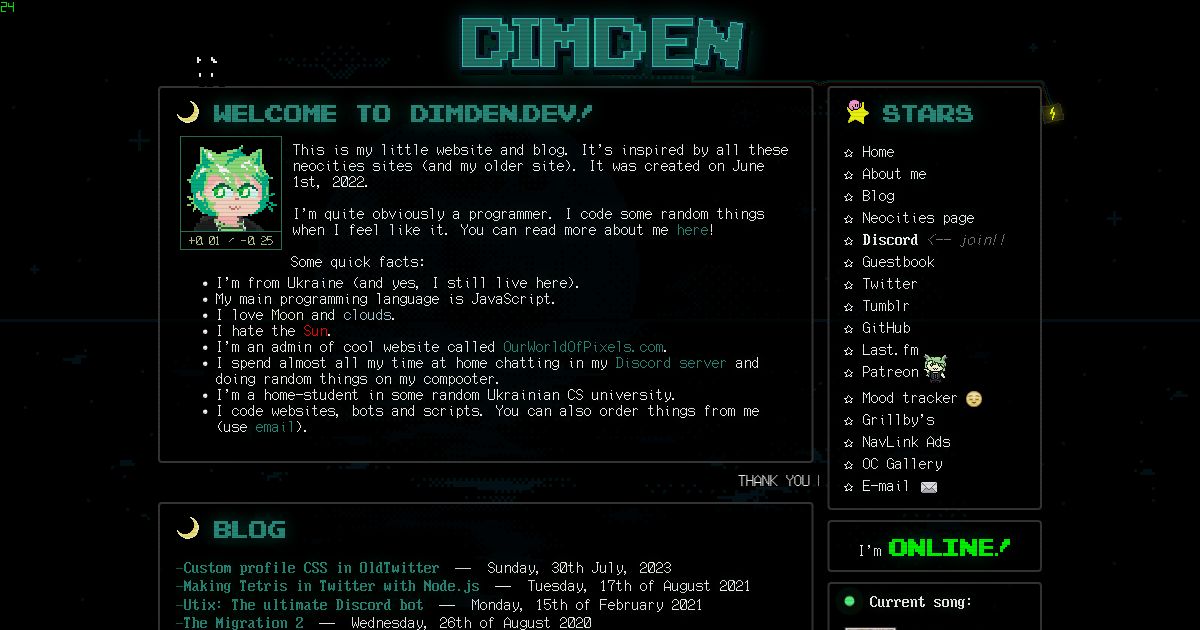 24
DIMDEN
WELCOME TO DIMDEN.DEV!
This is my little website and blog. It's inspired by all these
neocities sites (and my older site). It was created on June
1st, 2022.
I'm quite obviously a programmer. I code some random things
when I feel like it. You can read more about me here!
+0.01 / -0.25
Some quick facts:
• I'm from Ukraine (and yes, I still live here).
• My main programming language is JavaScript.
• I love Moon and clouds.
• I hate the Sun.
• I'm an admin of cool website called OurWorldOfPixels.com.
• I spend almost all my time at home chatting in my Discord server and
doing random things on my compooter.
• I'm a home-student in some random Ukrainian CS university.
• I code websites, bots and scripts. You can also order things from me
(use email).
THANK YOU
BLOG
-Custom profile CSS in OldTwitter — Sunday, 30th July, 2023
-Making Tetris in Twitter with Node.js — Tuesday, 17th of August 2021
-Utix: The ultimate Discord bot — Monday, 15th of February 2021
-The Migration 2 — Wednesday, 26th of August 2020
STARS
☆ Home
☆ About me
☆ Blog
☆ Neocities page
☆ Discord <-- join!!
☆ Guestbook
☆ Twitter
☆ Tumblr
☆ GitHub
☆ Last.fm
☆ Patreon
☆ Mood tracker
☆ Grillby's
☆ NavLink Ads
☆ OC Gallery
☆ E-mail
I'm ONLINE!
Current song: